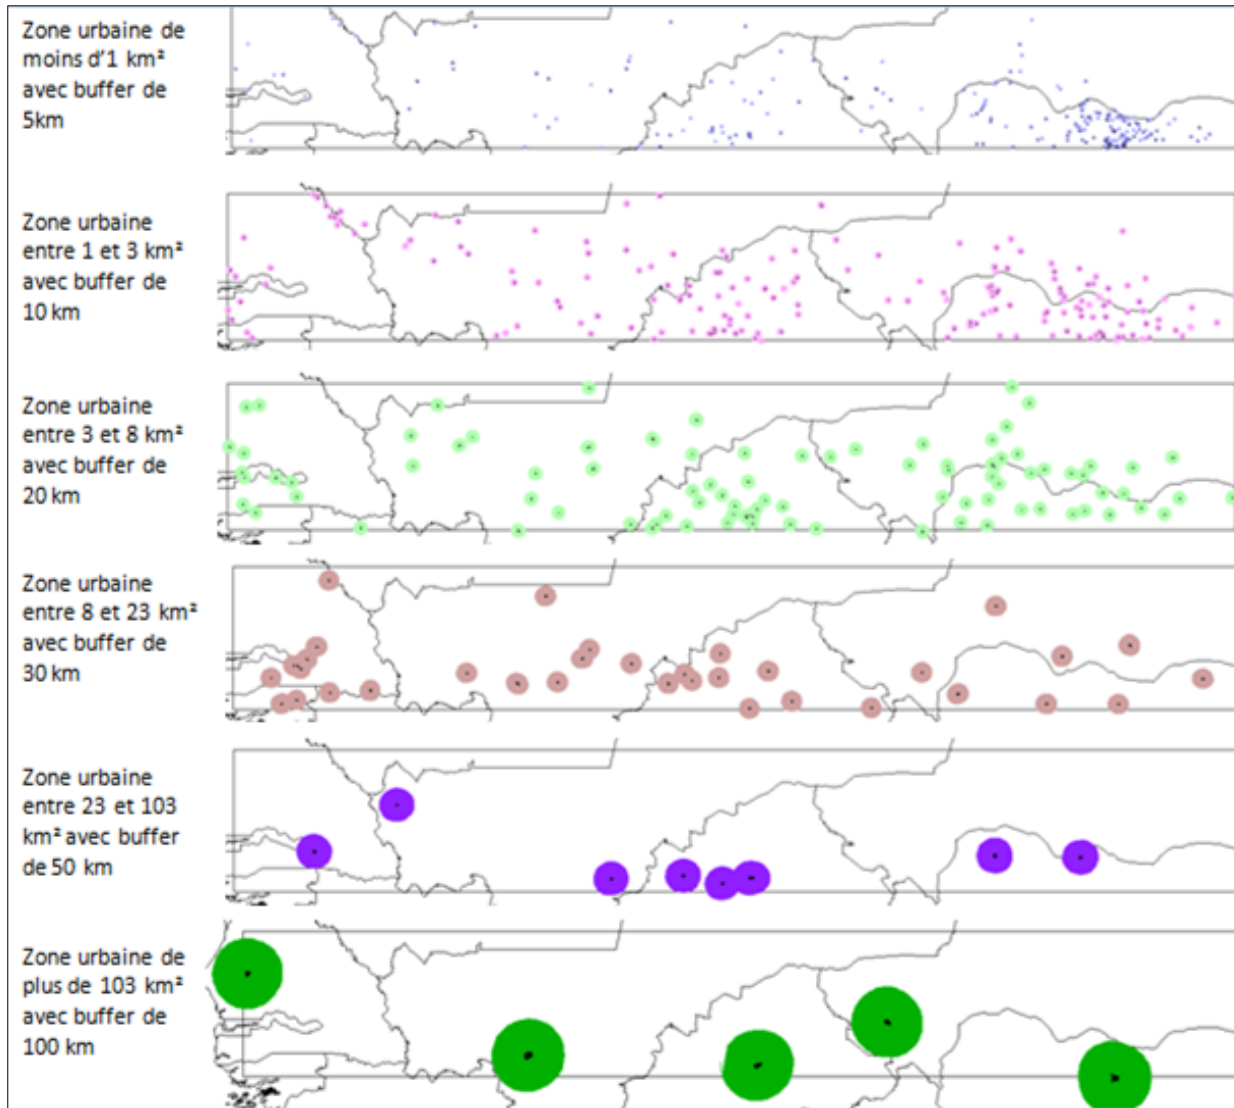 Zone urbaine de
moins d'1 km²
avec buffer de
5km
Zone urbaine
entre 1 et 3 km²
avec buffer de
10 km
Zone urbaine
entre 3 et 8 km²
avec buffer de
20 km
Zone urbaine
entre 8 et 23 km²
avec buffer de
30 km
Zone urbaine
entre 23 et 103
km² avec buffer
de 50 km
Zone urbaine de
plus de 103 km²
avec buffer de
100 km